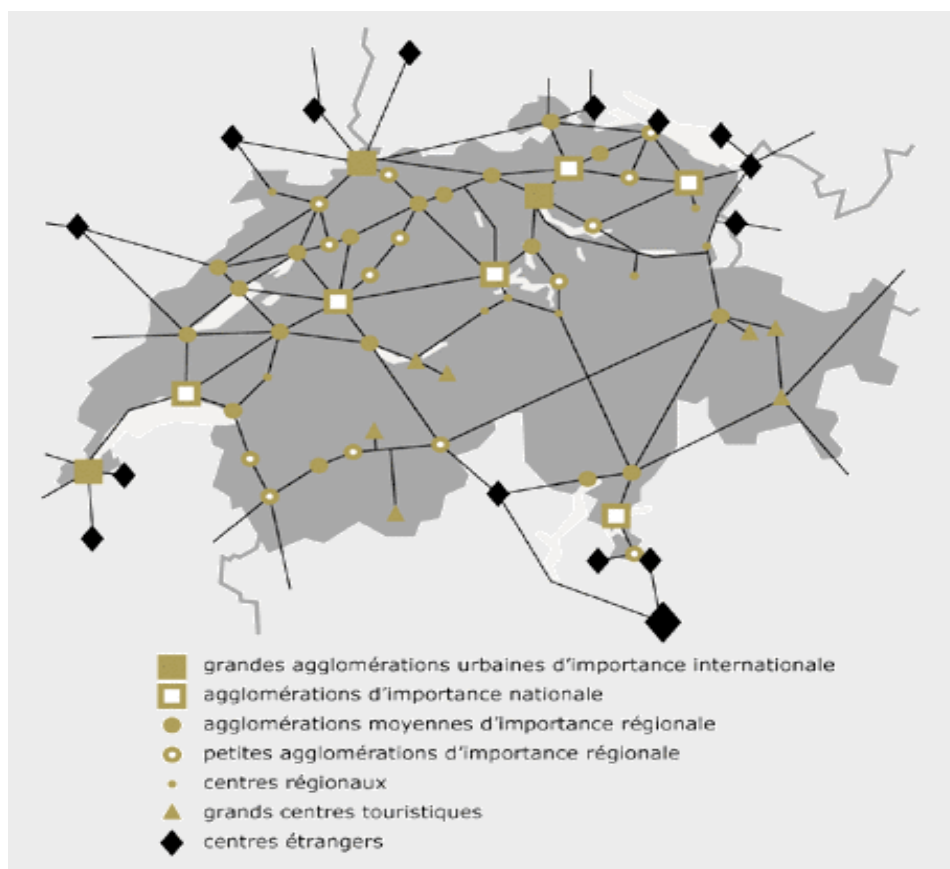 grandes agglomérations urbaines d'importance internationale
agglomérations d'importance nationale
agglomérations moyennes d'importance régionale
petites agglomérations d'importance régionale
centres régionaux
grands centres touristiques
centres étrangers